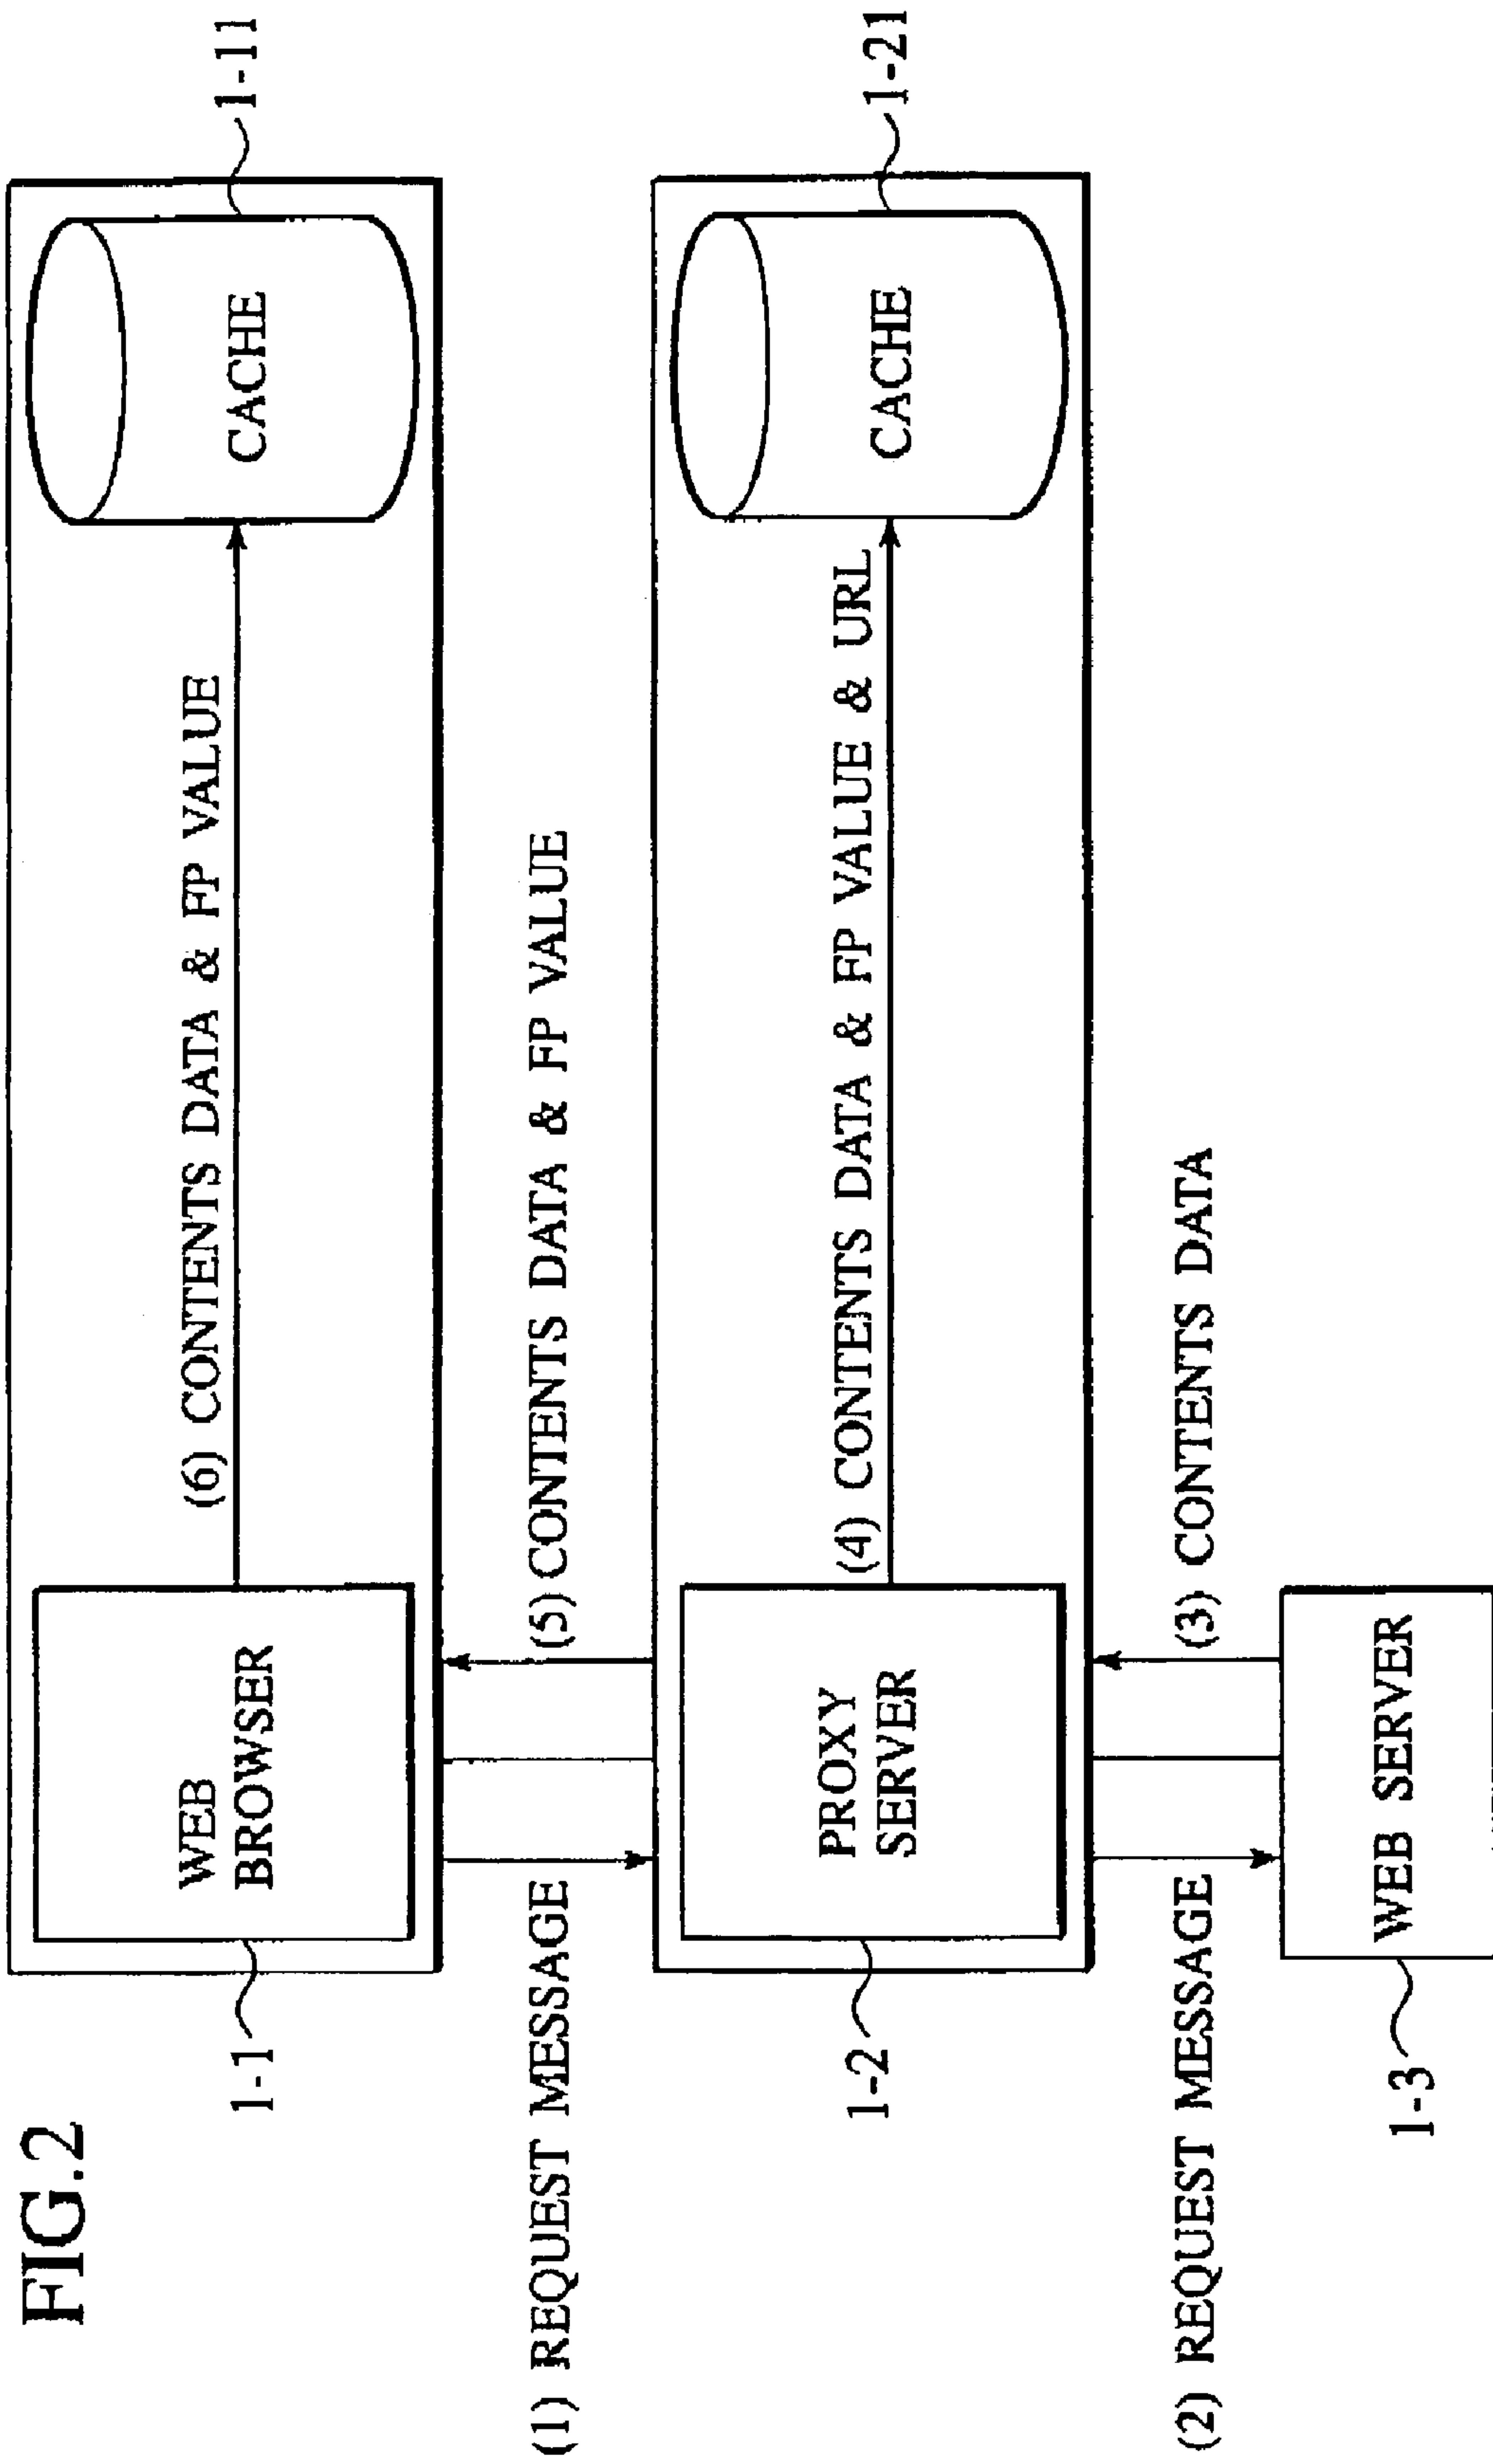 FIG.2
1-1
WEB
BROWSER
(6) CONTENTS DATA & FP VALUE
CACHE
1-11
(1) REQUEST MESSAGE
(5) CONTENTS DATA & FP VALUE
1-2
PROXY
SERVER
(4) CONTENTS DATA & FP VALUE & URL
CACHE
1-21
(2) REQUEST MESSAGE
(3) CONTENTS DATA
1-3
WEB SERVER